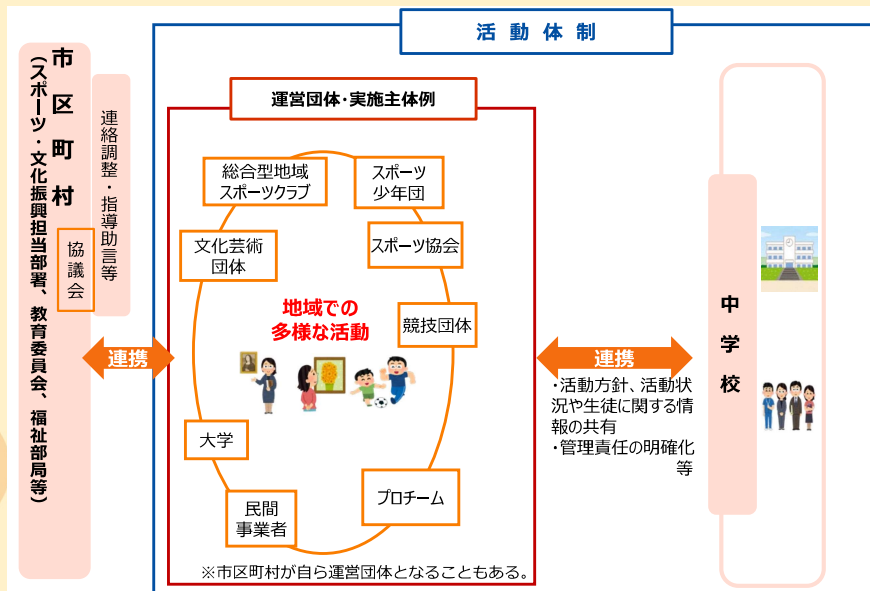 活動体制
市区町村
（スポーツ・文化振興担当部署、教育委員会、福祉部局等）
協議会
連絡調整・指導助言等
連携
運営団体・実施主体例
総合型地域
スポーツクラブ
スポーツ
少年団
文化芸術
団体
スポーツ協会
地域での
多様な活動
競技団体
大学
民間
事業者
プロチーム
※市区町村が自ら運営団体となることもある。
連携
・活動方針、活動状
況や生徒に関する情
報の共有
・管理責任の明確化
等
中学校